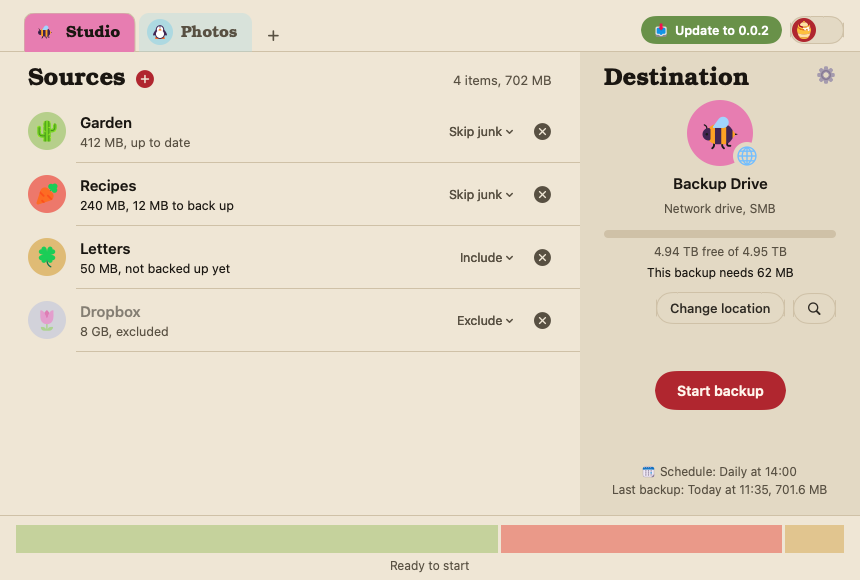 Studio
Photos
+
Update to 0.0.2
Sources
4 items, 702 MB
Garden
412 MB, up to date
Skip junk
Recipes
240 MB, 12 MB to back up
Skip junk
Letters
50 MB, not backed up yet
Include
Dropbox
8 GB, excluded
Exclude
Destination
Backup Drive
Network drive, SMB
4.94 TB free of 4.95 TB
This backup needs 62 MB
Change location
Start backup
Schedule: Daily at 14:00
Last backup: Today at 11:35, 701.6 MB
Ready to start